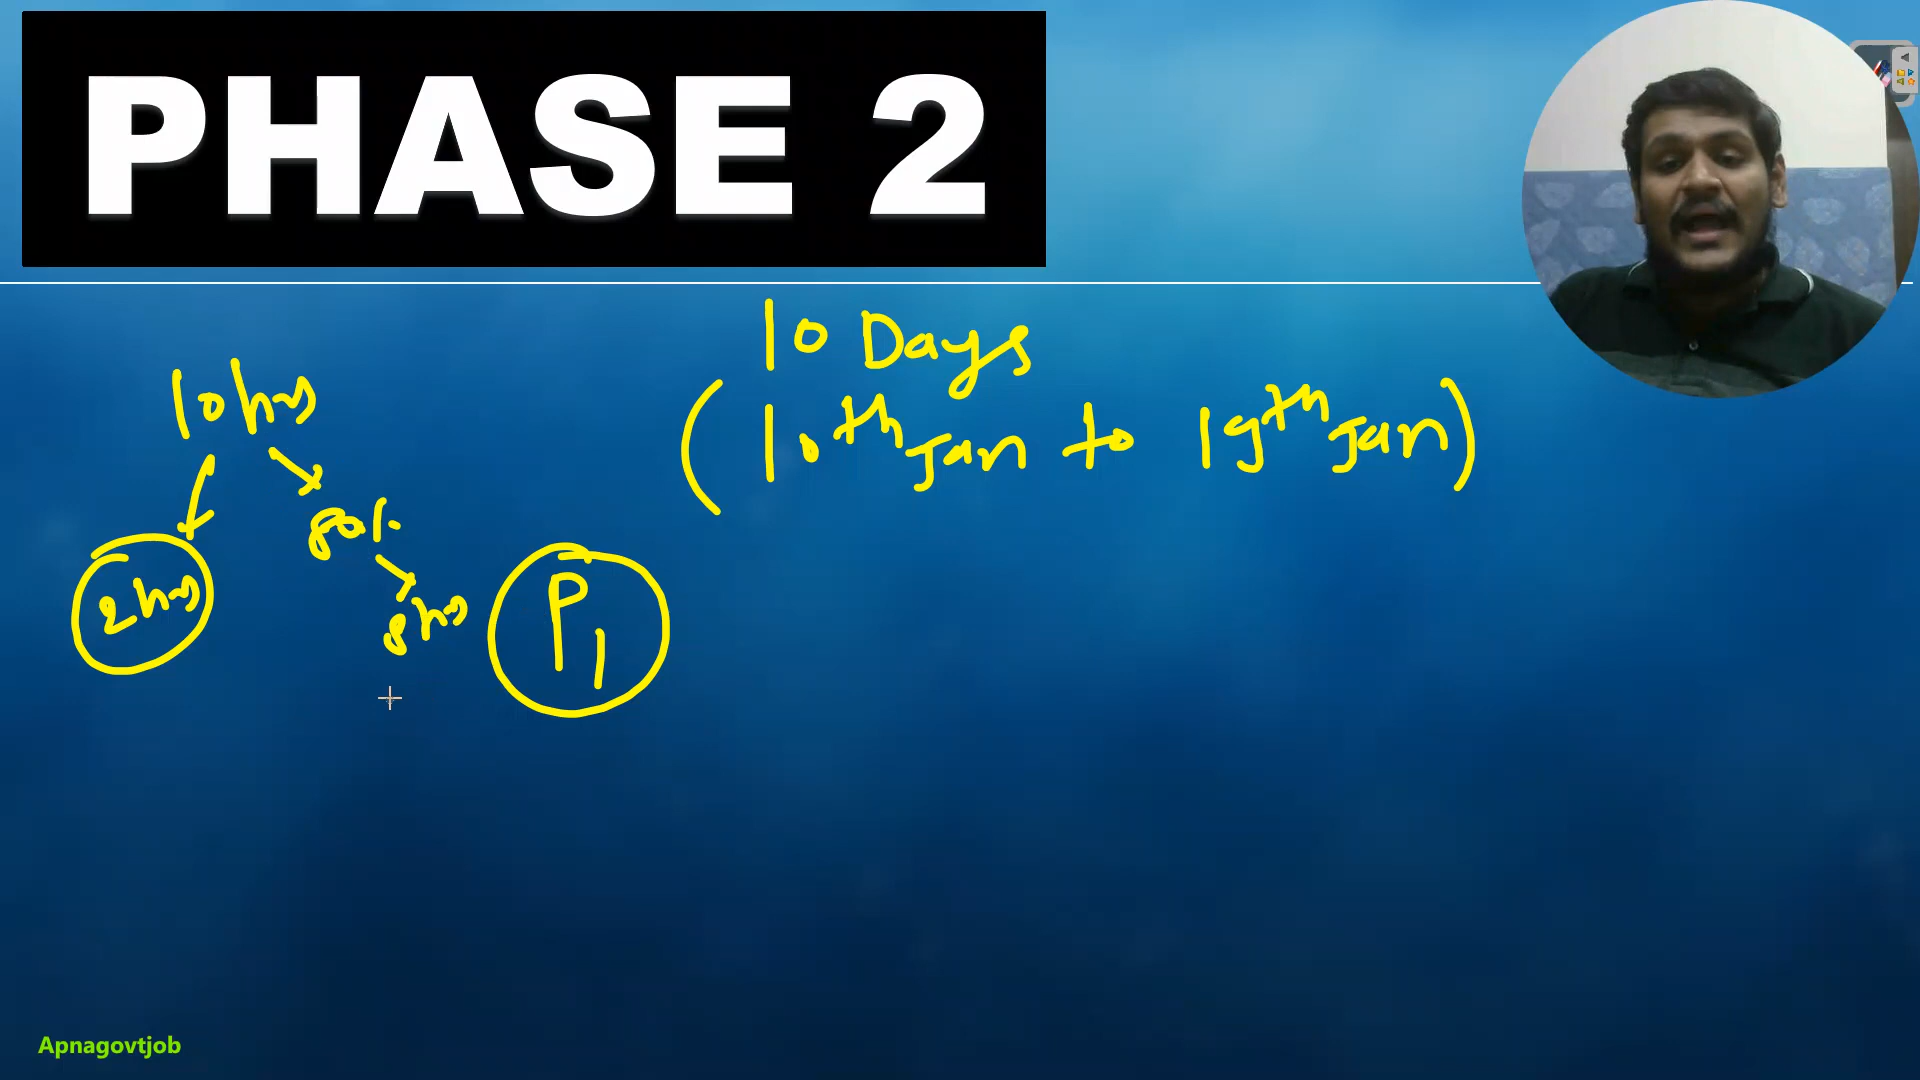 PHASE 2
10 Days
(10th Jan to 19th Jan)
10 hrs
80%
2 hrs
8 hrs
P1
Apnagovtjob